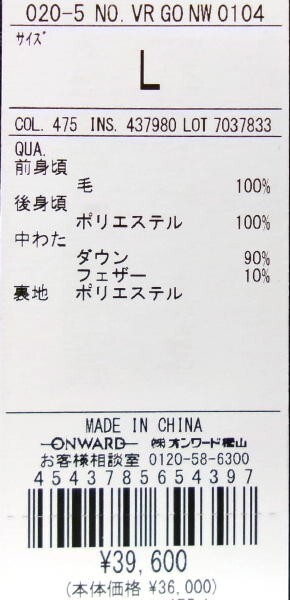 020-5 NO. VR GO NW 0104
サイズ
L
COL. 475 INS. 437980 LOT 7037833
QUA.
前身頃
毛 100%
後身頃
ポリエステル 100%
中わた
ダウン 90%
フェザー 10%
裏地 ポリエステル
MADE IN CHINA
ONWARD ㈱オンワード樫山
お客様相談室 0120-58-6300
4543785654397
¥39,600
(本体価格 ¥36,000)